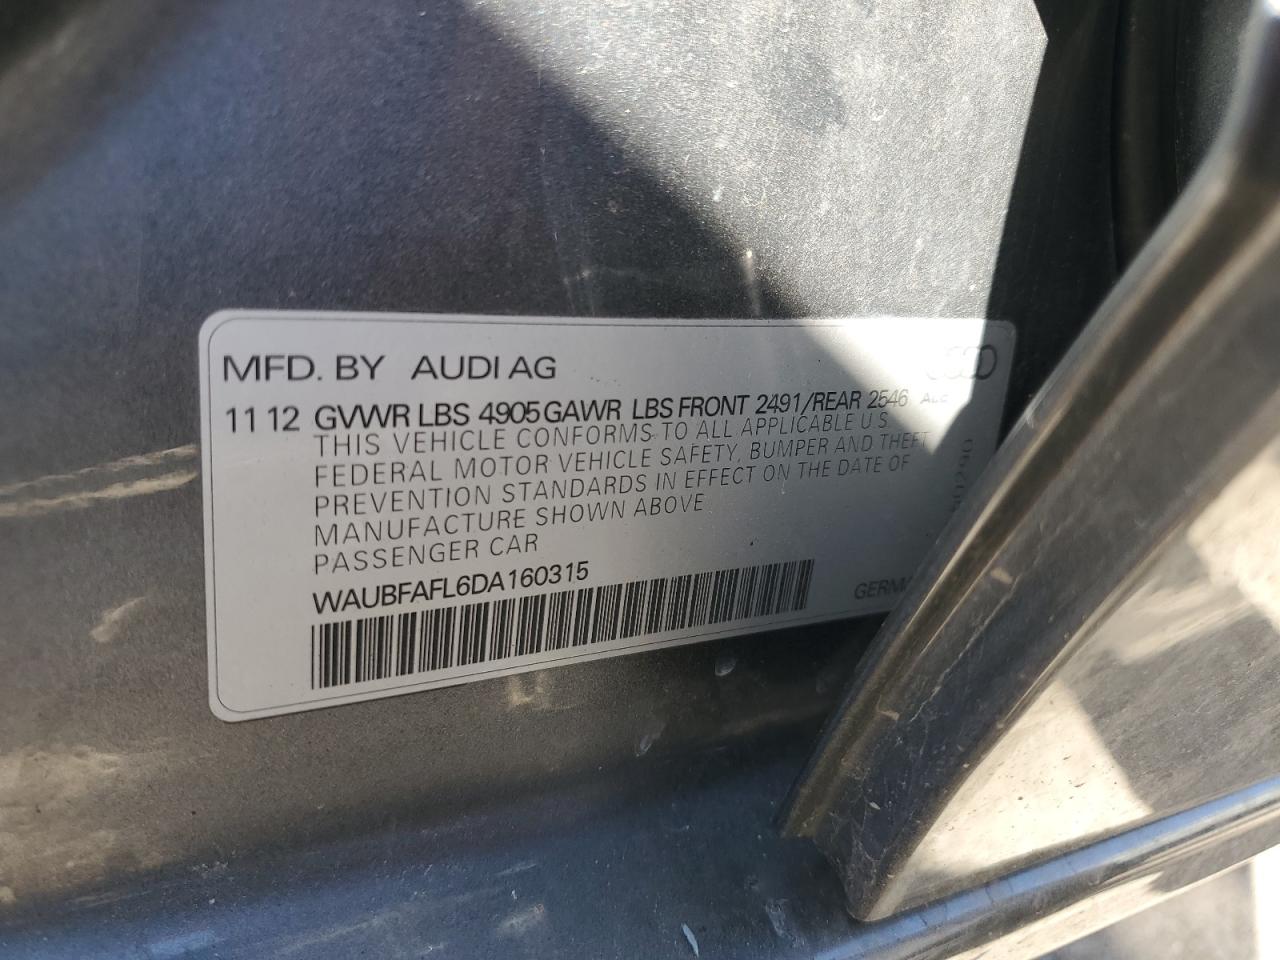 MFD. BY AUDI AG
11 12 GVWR LBS 4905 GAWR LBS FRONT 2491/REAR 2546
THIS VEHICLE CONFORMS TO ALL APPLICABLE U.S.
FEDERAL MOTOR VEHICLE SAFETY, BUMPER AND THEFT
PREVENTION STANDARDS IN EFFECT ON THE DATE OF
MANUFACTURE SHOWN ABOVE
PASSENGER CAR
WAUBFAFL6DA160315